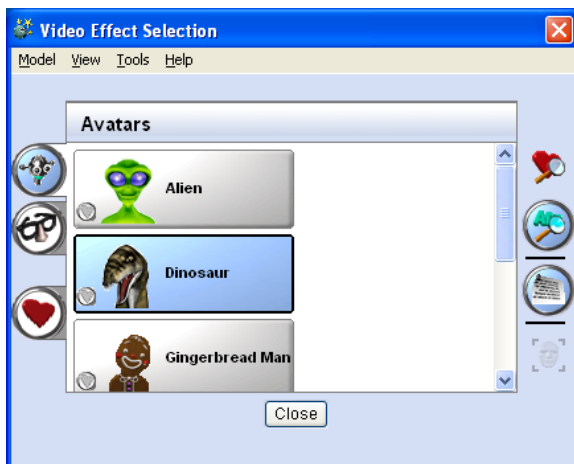 Video Effect Selection
Model View Tools Help
Avatars
Alien
Dinosaur
Gingerbread Man
Close